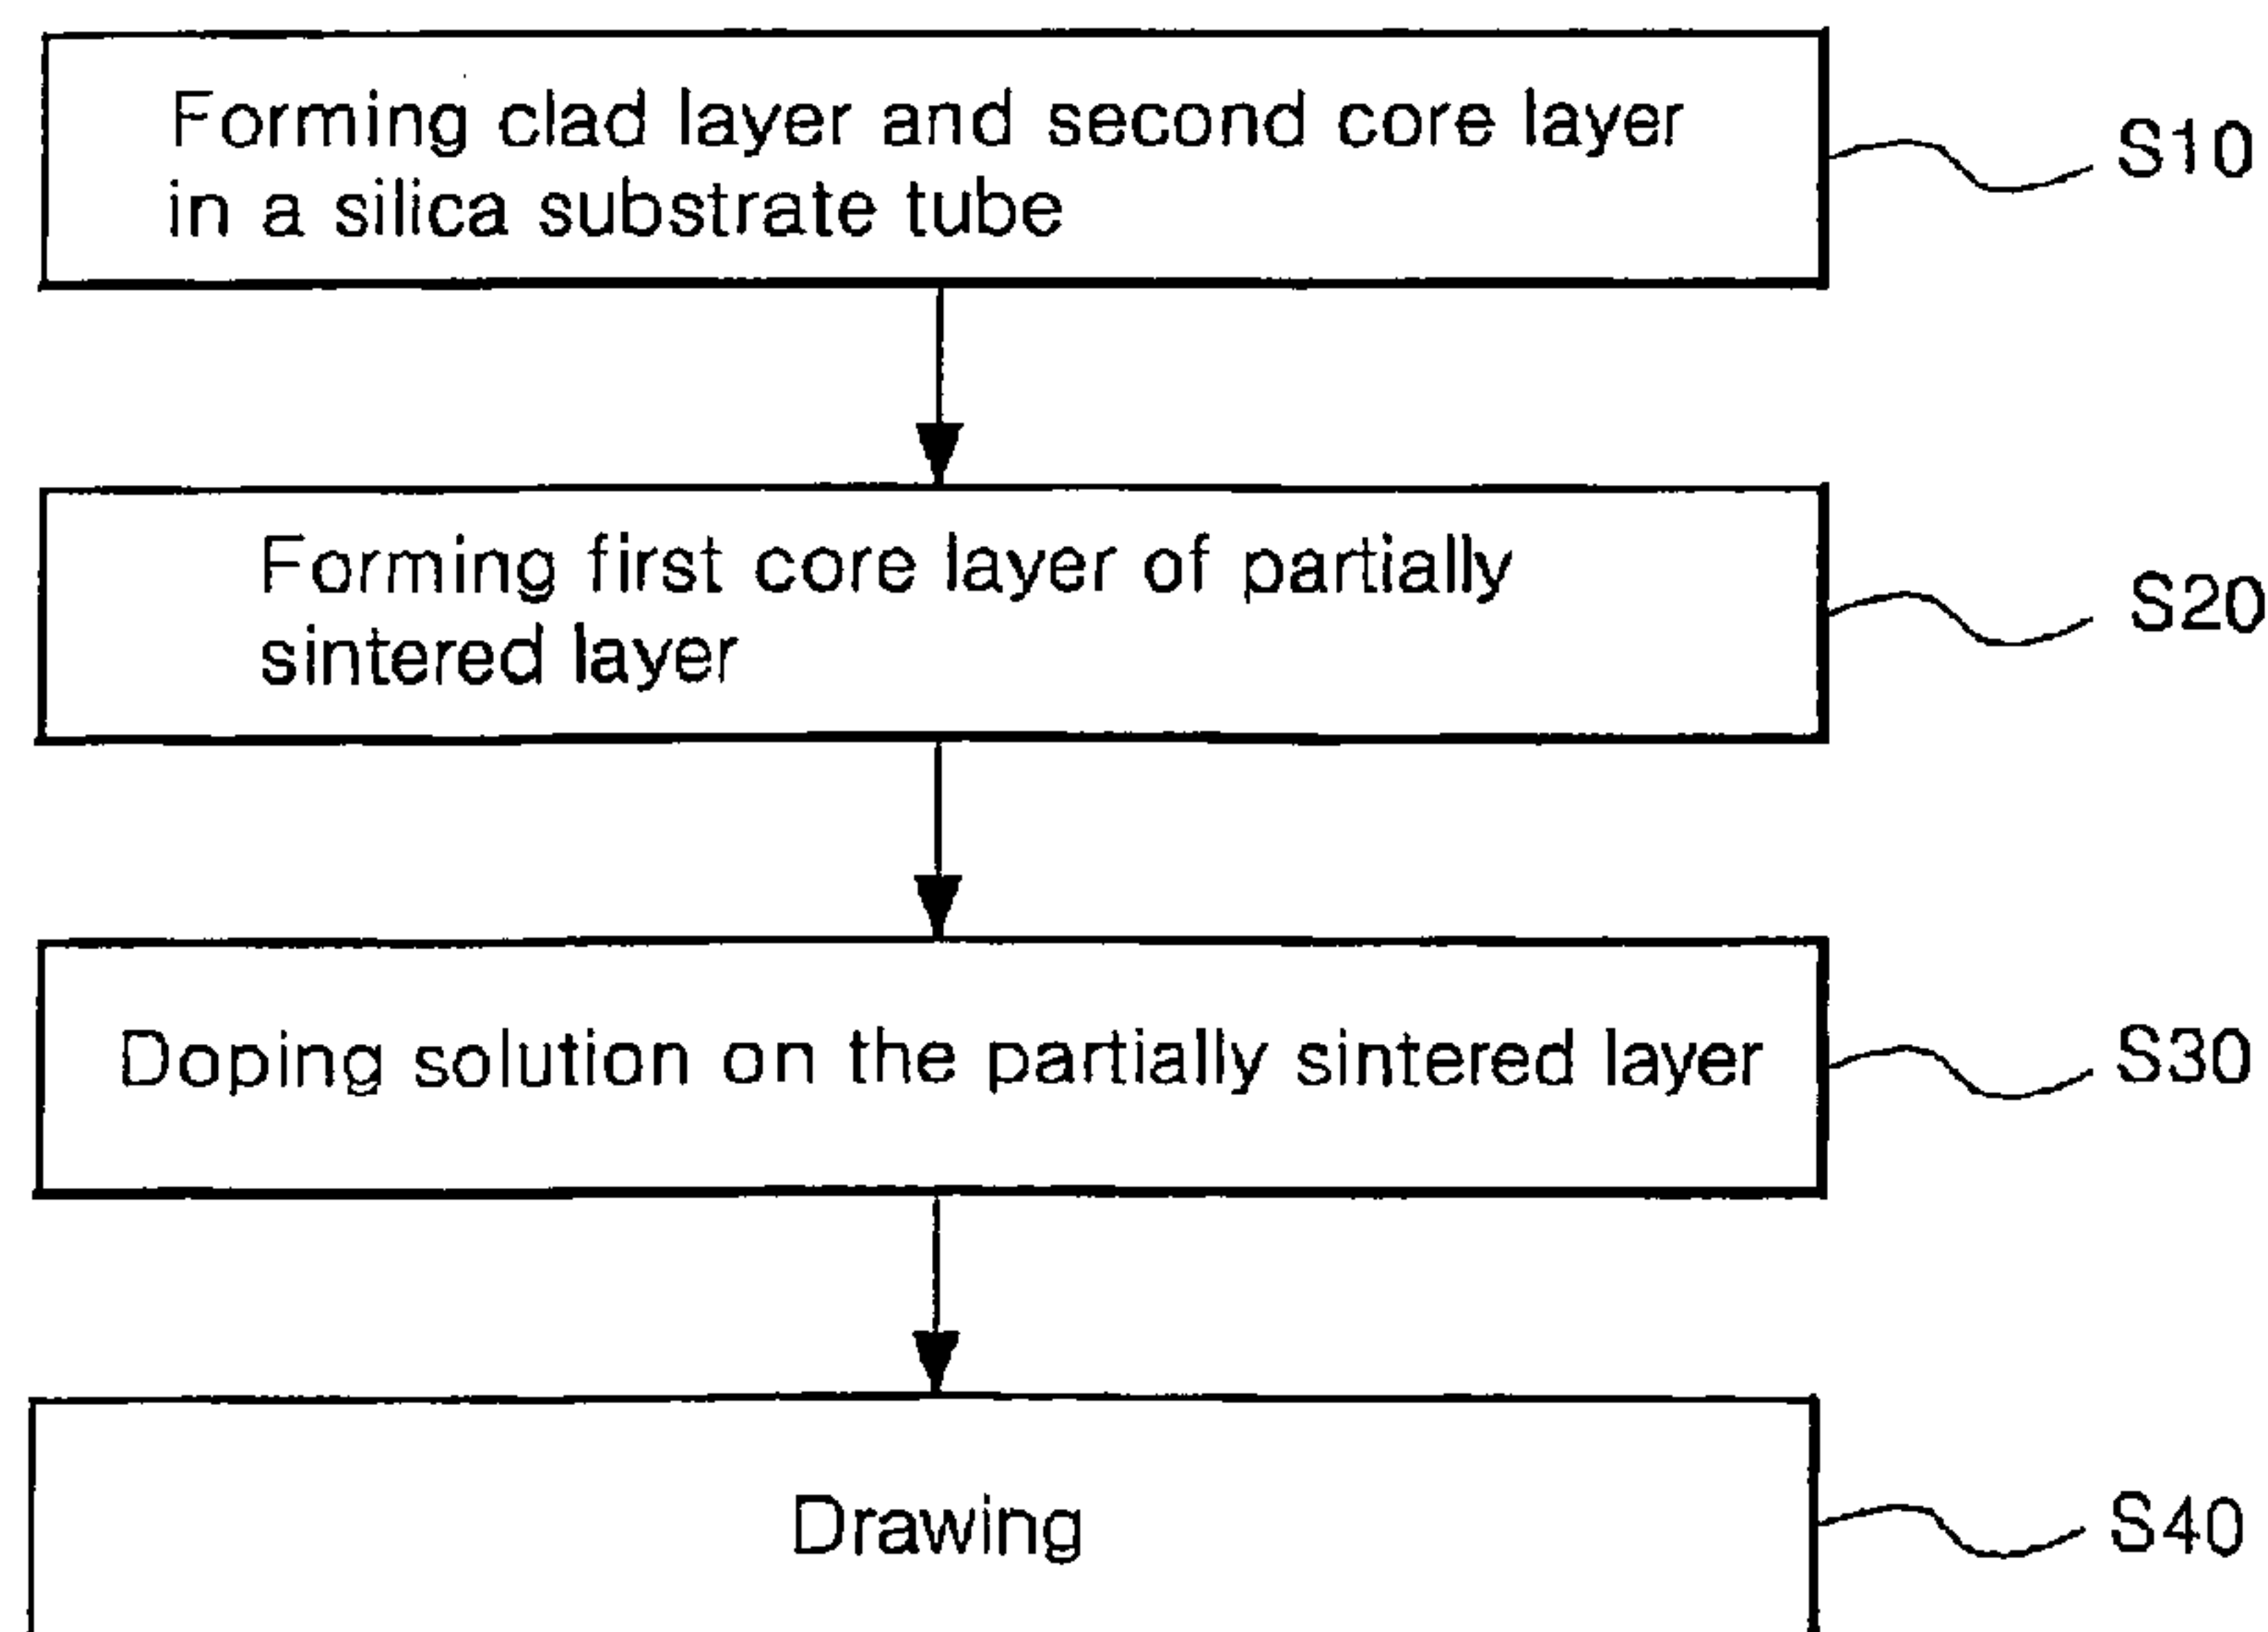 Forming clad layer and second core layer
in a silica substrate tube
S10
Forming first core layer of partially
sintered layer
S20
Doping solution on the partially sintered layer
S30
Drawing
S40